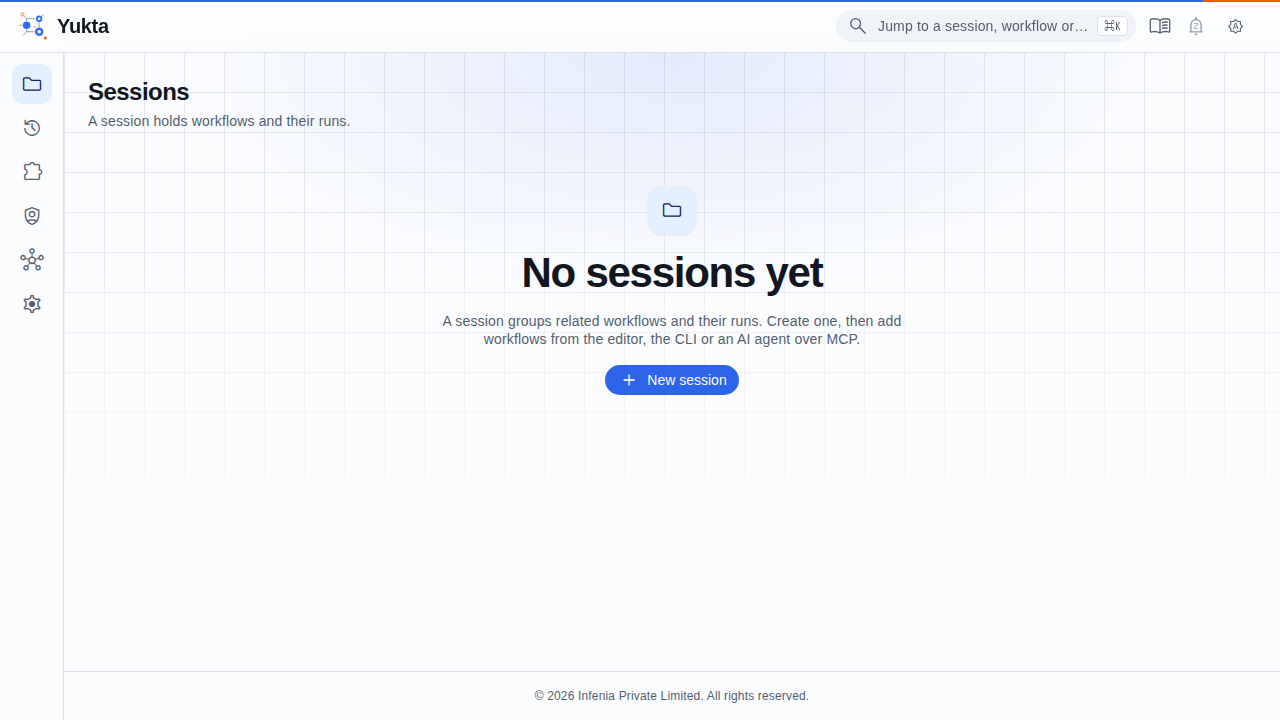 Yukta
Jump to a session, workflow or…
⌘K
Sessions
A session holds workflows and their runs.
No sessions yet
A session groups related workflows and their runs. Create one, then add
workflows from the editor, the CLI or an AI agent over MCP.
New session
© 2026 Infenia Private Limited. All rights reserved.